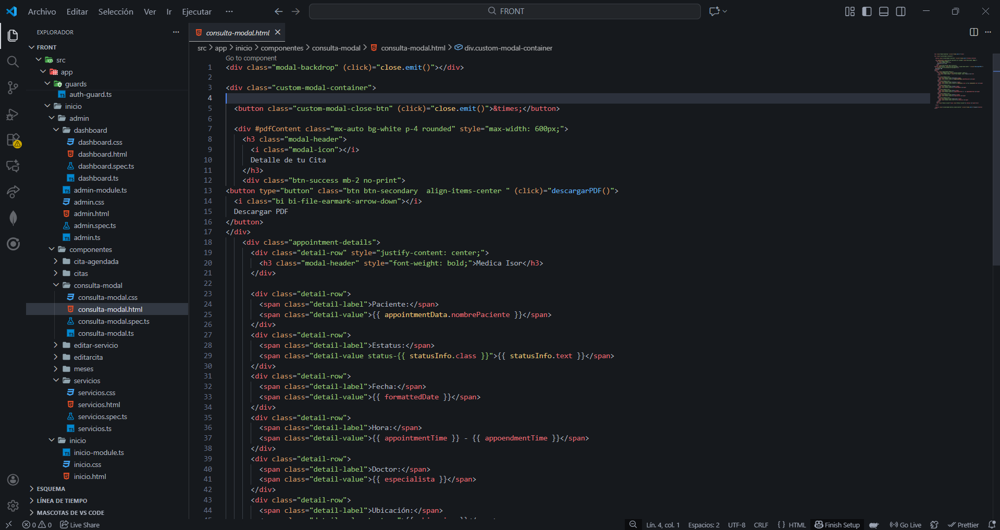 Archivo Editar Selección Ver Ir Ejecutar ··· FRONT
EXPLORADOR ···
FRONT
src
app
guards
auth-guard.ts
inicio
admin
dashboard
dashboard.css
dashboard.html
dashboard.spec.ts
dashboard.ts
admin-module.ts
admin.css
admin.html
admin.spec.ts
admin.ts
componentes
cita-agendada
citas
consulta-modal
consulta-modal.css
consulta-modal.html
consulta-modal.spec.ts
consulta-modal.ts
editar-servicio
editarcita
meses
servicios
servicios.css
servicios.html
servicios.spec.ts
servicios.ts
inicio
inicio-module.ts
inicio.css
inicio.html
ESQUEMA
LÍNEA DE TIEMPO
MASCOTAS DE VS CODE
consulta-modal.html
src > app > inicio > componentes > consulta-modal > consulta-modal.html > div.custom-modal-container
Go to component
1 <div class="modal-backdrop" (click)="close.emit()"></div>
2
3 <div class="custom-modal-container">
4
5 <button class="custom-modal-close-btn" (click)="close.emit()">&times;</button>
6
7 <div #pdfContent class="mx-auto bg-white p-4 rounded" style="max-width: 600px;">
8 <h3 class="modal-header">
9 <i class="modal-icon"></i>
10 Detalle de tu Cita
11 </h3>
12 <div class="btn-success mb-2 no-print">
13 <button type="button" class="btn btn-secondary  align-items-center " (click)="descargarPDF()">
14 <i class="bi bi-file-earmark-arrow-down"></i>
15 Descargar PDF
16 </button>
17 </div>
18 <div class="appointment-details">
19 <div class="detail-row" style="justify-content: center;">
20 <h3 class="modal-header" style="font-weight: bold;">Medica Isor</h3>
21 </div>
22
23 <div class="detail-row">
24 <span class="detail-label">Paciente:</span>
25 <span class="detail-value">{{ appointmentData.nombrePaciente }}</span>
26 </div>
27 <div class="detail-row">
28 <span class="detail-label">Estatus:</span>
29 <span class="detail-value status-{{ statusInfo.class }}">{{ statusInfo.text }}</span>
30 </div>
31 <div class="detail-row">
32 <span class="detail-label">Fecha:</span>
33 <span class="detail-value">{{ formattedDate }}</span>
34 </div>
35 <div class="detail-row">
36 <span class="detail-label">Hora:</span>
37 <span class="detail-value">{{ appointmentTime }} - {{ appoendmentTime }}</span>
38 </div>
39 <div class="detail-row">
40 <span class="detail-label">Doctor:</span>
41 <span class="detail-value">{{ especialista }}</span>
42 </div>
43 <div class="detail-row">
44 <span class="detail-label">Ubicación:</span>
0 0 Live Share Lín. 4, col. 1 Espacios: 2 UTF-8 CRLF { } HTML Finish Setup Go Live Prettier